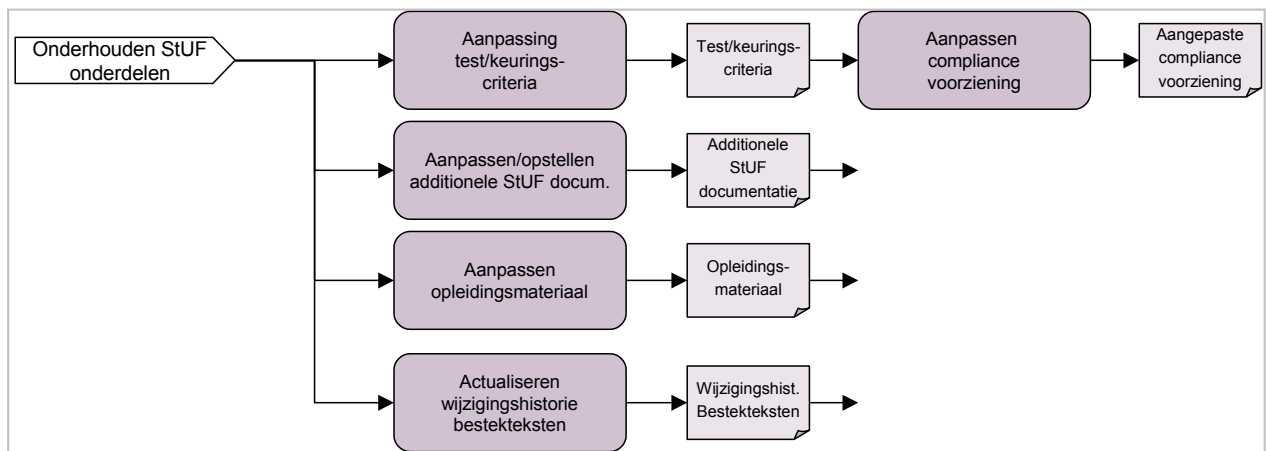 Onderhouden StUF
onderdelen
Aanpassing
test/keurings-
criteria
Test/keurings-
criteria
Aanpassen
compliance
voorziening
Aangepaste
compliance
voorziening
Aanpassen/opstellen
additionele StUF docum.
Additionele
StUF
documentatie
Aanpassen
opleidingsmateriaal
Opleidings-
materiaal
Actualiseren
wijzigingshistorie
bestekteksten
Wijzigingshist.
Bestekteksten